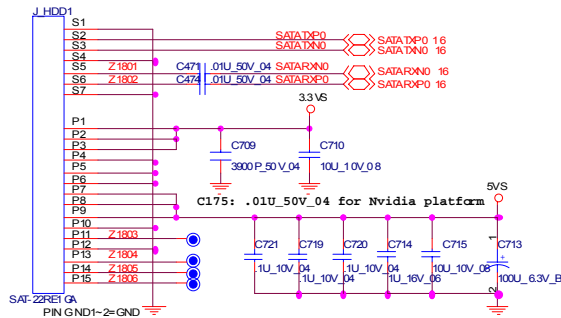 J_HDD1
S1
S2 SATATXP0 SATATXP0 16
S3 SATATXN0 SATATXN0 16
S4
S5 Z1801 C471 .01U_50V_04 SATARXN0 SATARXN0 16
S6 Z1802 C474 .01U_50V_04 SATARXP0 SATARXP0 16
S7
3.3VS
P1
P2
P3
C709 C710
P4
3900P_50V_04 10U_10V_08
P5
P6
P7
C175: .01U_50V_04 for Nvidia platform
5VS
P8
P9
P10
P11 Z1803
P12
P13 Z1804
P14 Z1805
P15 Z1806
1
C721 C719 C720 C714 C715 C713
+
.1U_10V_04 .1U_10V_04 .1U_10V_04 1U_16V_06 10U_10V_08 100U_6.3V_B
2
SAT-22RE1GA
PIN GND1~2=GND